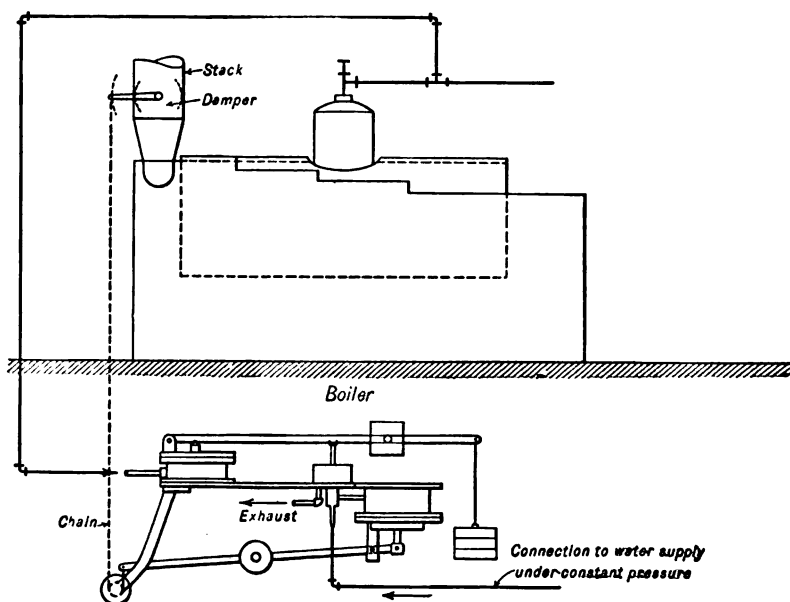 Stack
Damper
Boiler
Exhaust
Chain
Connection to water supply
under constant pressure